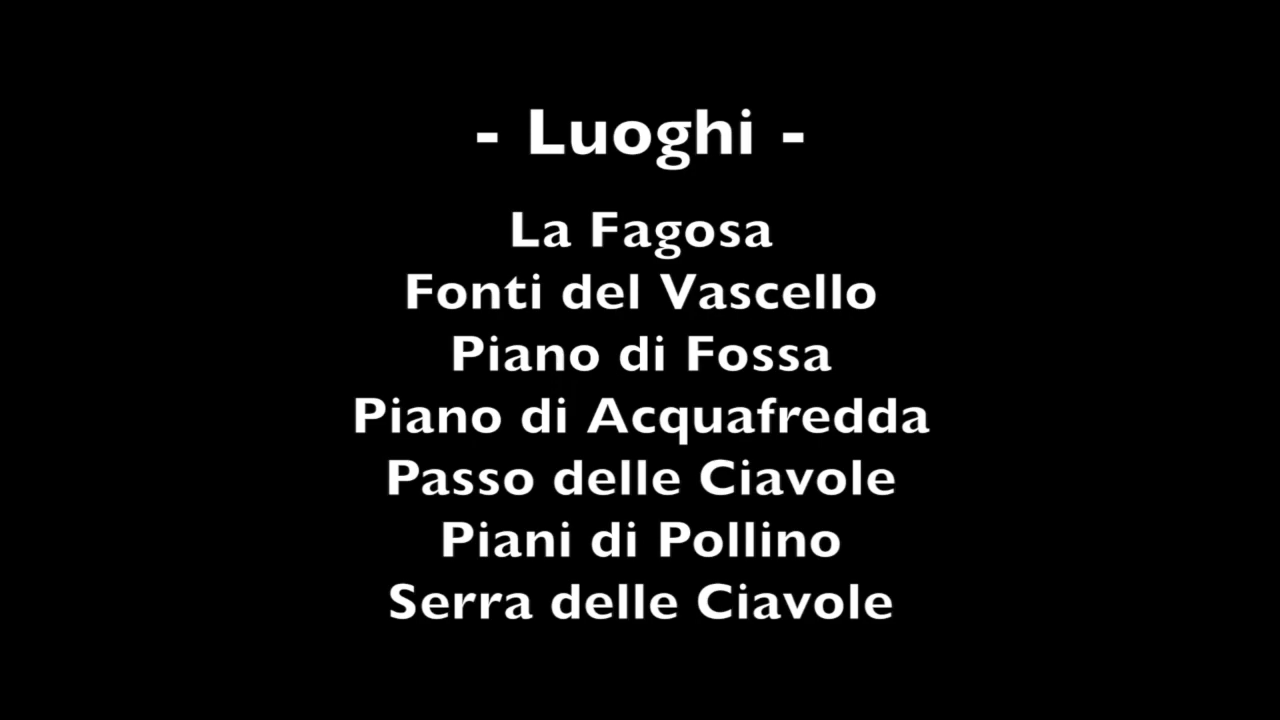 - Luoghi -
La Fagosa
Fonti del Vascello
Piano di Fossa
Piano di Acquafredda
Passo delle Ciavole
Piani di Pollino
Serra delle Ciavole